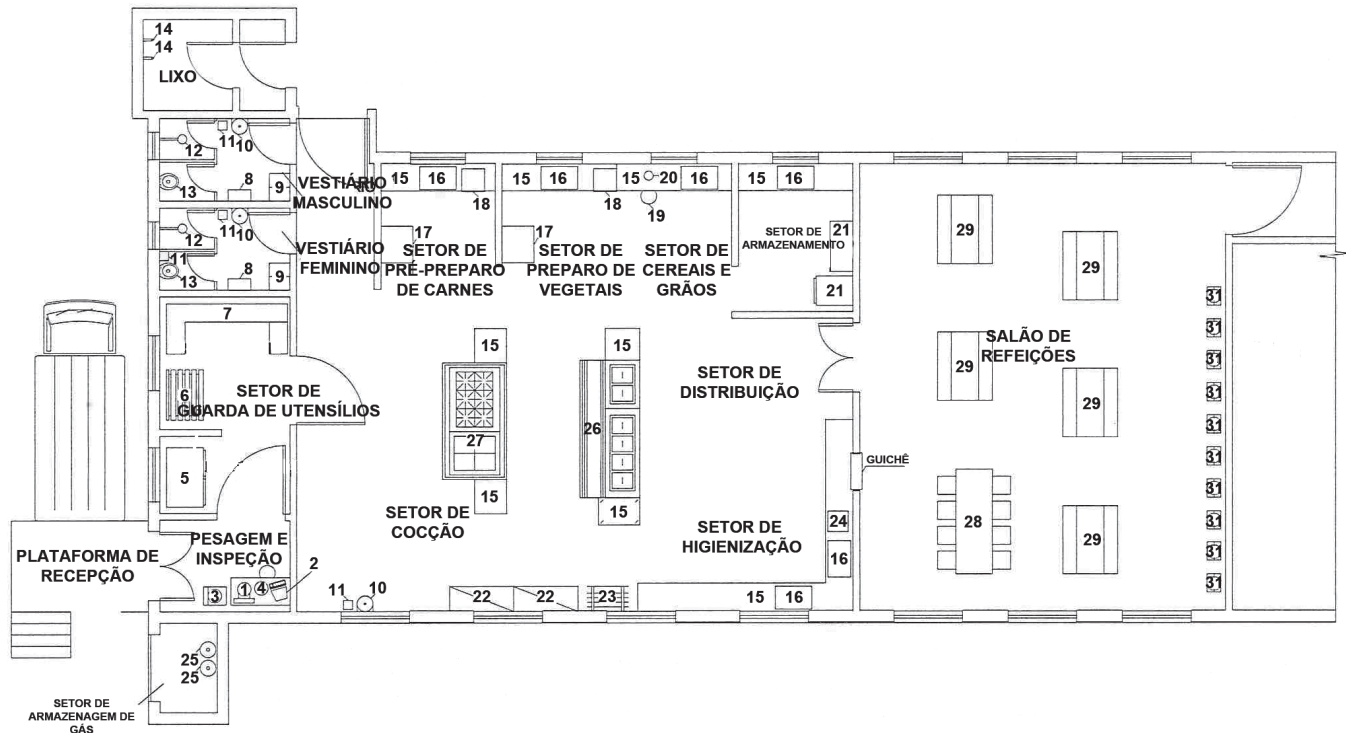 14
14
LIXO
11
10
12
13
8
9
VESTIÁRIO
MASCULINO
11
10
12
11
13
8
9
VESTIÁRIO
FEMININO
15
16
18
17
SETOR DE
PRÉ-PREPARO
DE CARNES
15
16
18
17
SETOR DE
PREPARO DE
VEGETAIS
15
20
16
19
SETOR DE
CEREAIS E
GRÃOS
15
16
SETOR DE
ARMAZENAMENTO
21
21
7
6
SETOR DE
GUARDA DE UTENSÍLIOS
5
15
27
15
SETOR DE
COCÇÃO
15
26
15
SETOR DE
DISTRIBUIÇÃO
SETOR DE
HIGIENIZAÇÃO
24
16
15
16
GUICHÊ
29
29
SALÃO DE
REFEIÇÕES
29
29
28
29
31
31
31
31
31
31
31
31
31
31
PLATAFORMA DE
RECEPÇÃO
PESAGEM E
INSPEÇÃO
2
3
1
4
11
10
22
22
23
25
25
SETOR DE
ARMAZENAGEM DE
GÁS